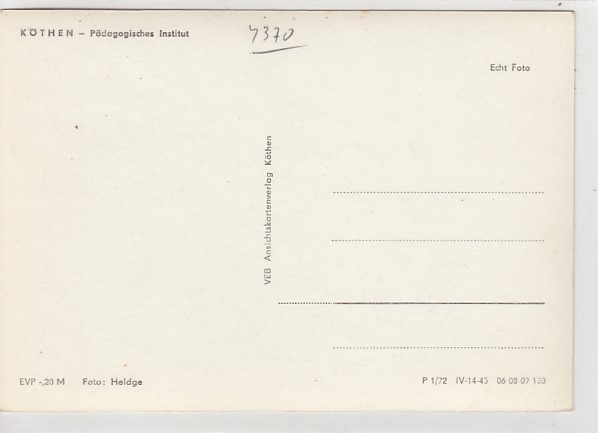 KÖTHEN – Pädagogisches Institut
4370
Echt Foto
VEB Ansichtskartenverlag Köthen
EVP -,20 M Foto: Heldge
P 1/72 IV-14-45 06 08 07 120